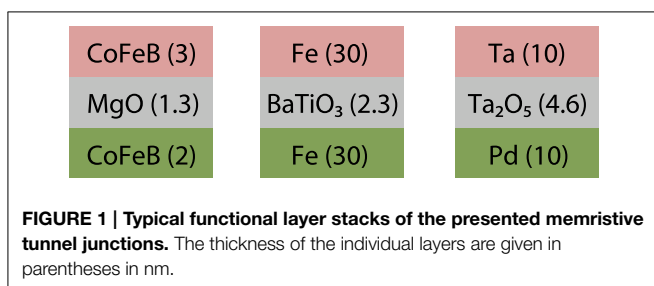 CoFeB (3) Fe (30) Ta (10)
MgO (1.3) BaTiO₃ (2.3) Ta₂O₅ (4.6)
CoFeB (2) Fe (30) Pd (10)
FIGURE 1 | Typical functional layer stacks of the presented memristive
tunnel junctions. The thickness of the individual layers are given in
parentheses in nm.